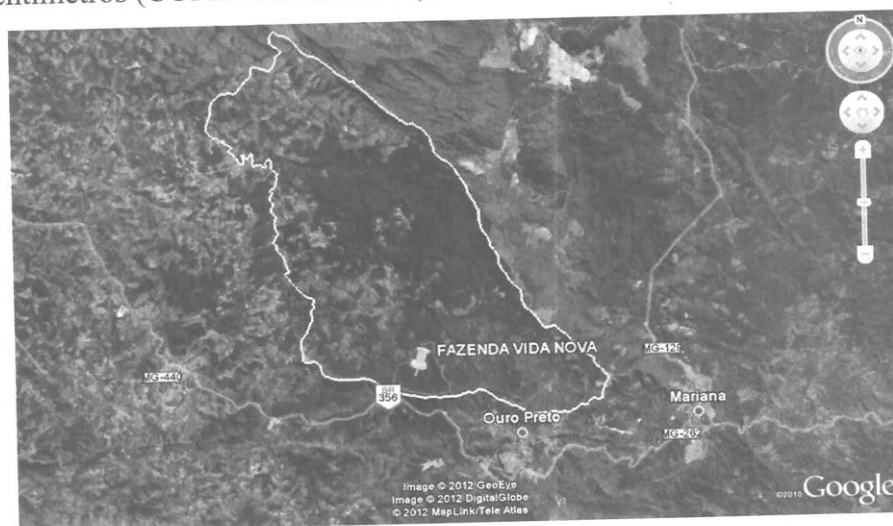 N
FAZENDA VIDA NOVA
MG-129
MG-440
BR
356
Mariana
Ouro Preto
MG-262
Image © 2012 GeoEye
Image © 2012 DigitalGlobe
© 2012 MapLink/Tele Atlas
©2010 Google